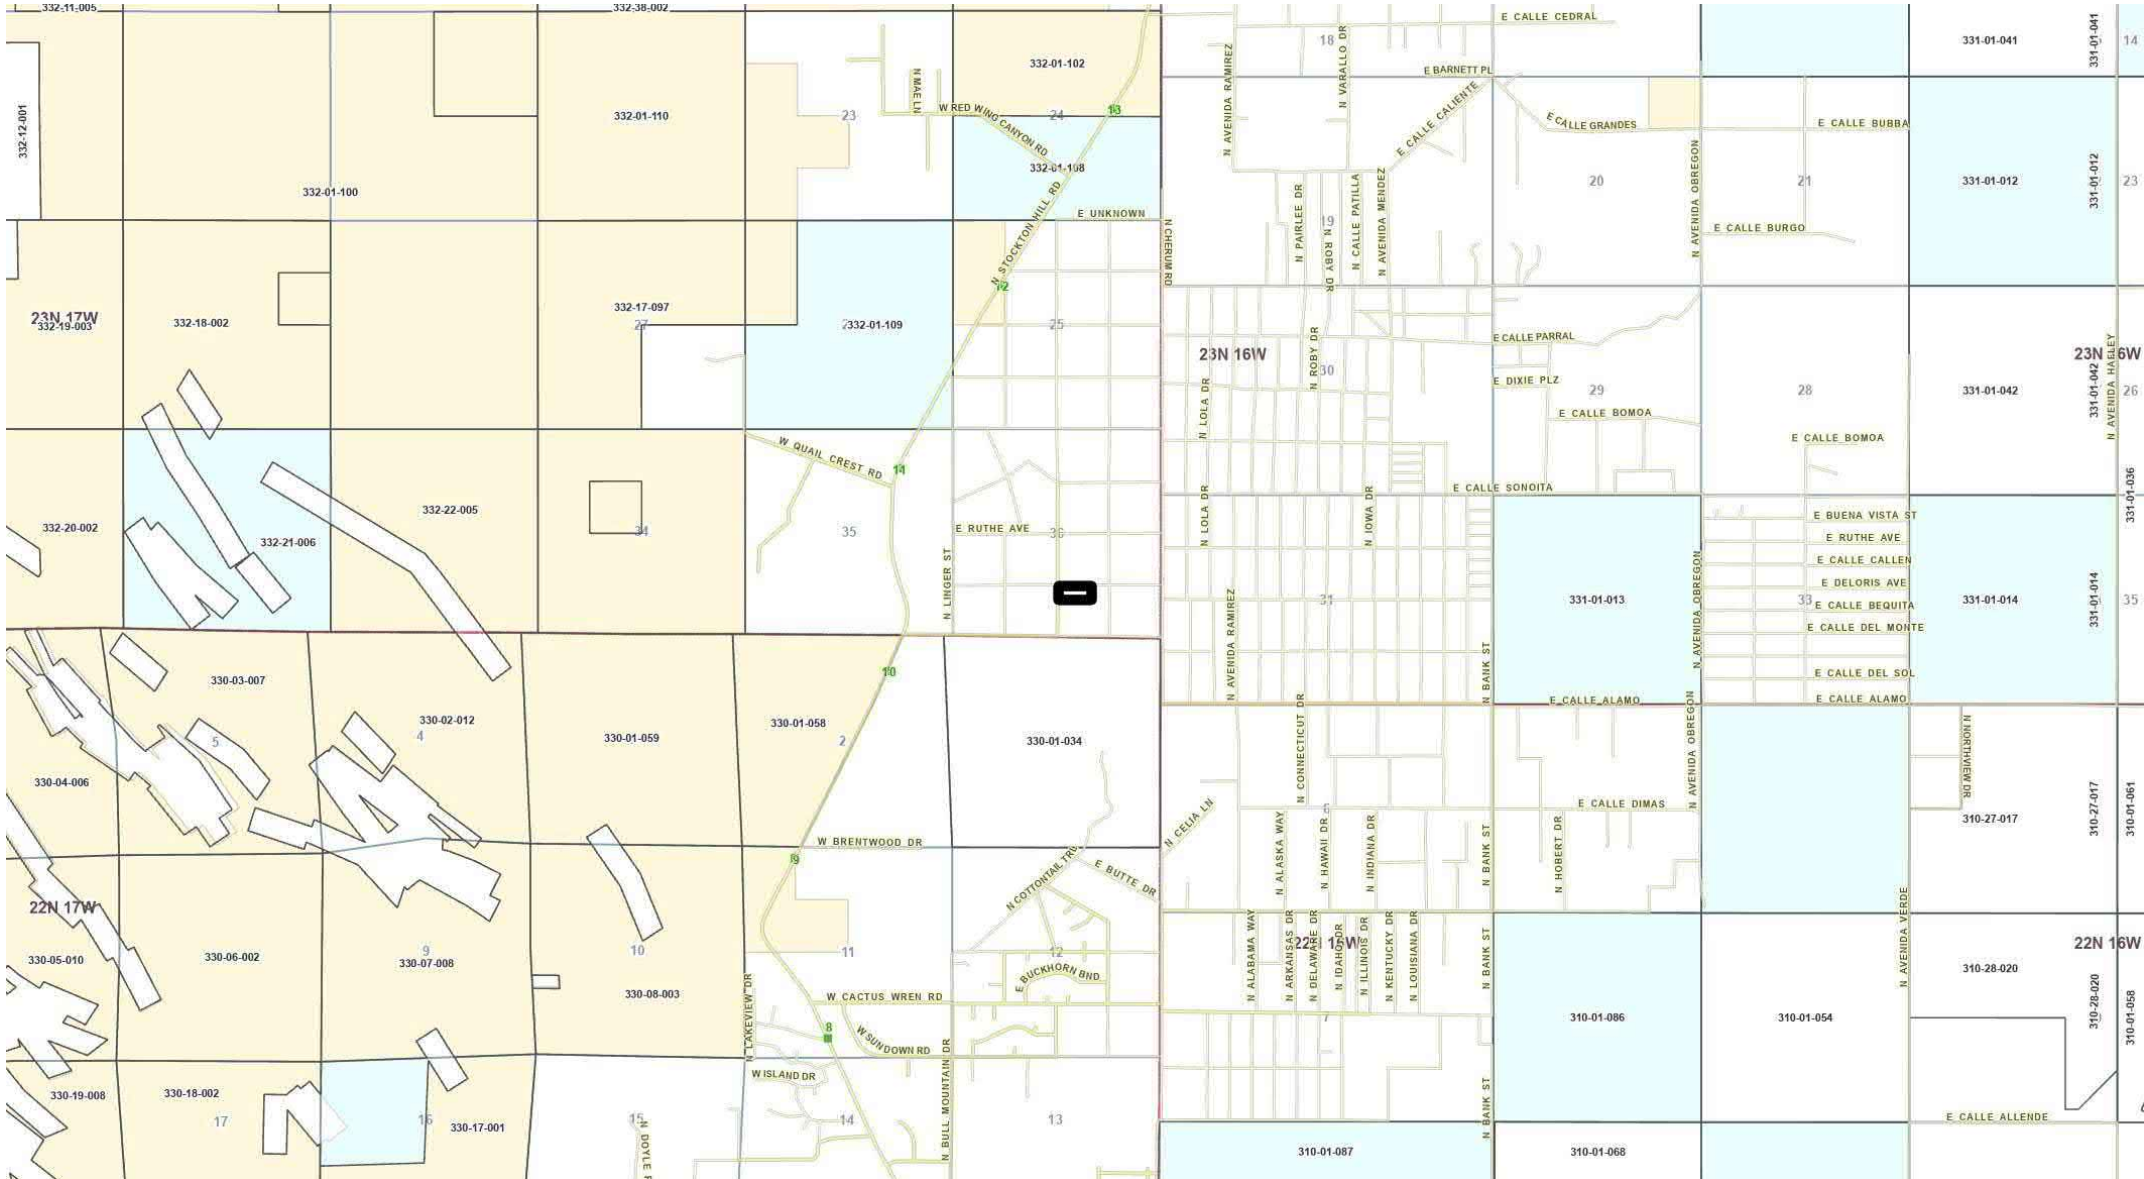 332-11-005
332-38-002
E CALLE CEDRAL
331-01-041
331-01-041
14
18
N VARALLO DR
N AVENIDA RAMIREZ
E BARNETT PL
332-01-102
N MAE LN
W RED WING CANYON RD
13
23
24
332-12-001
332-01-110
E CALLE CALIENTE
E CALLE GRANDES
E CALLE BUBBA
332-01-100
332-01-108
20
21
331-01-012
331-01-012
23
N AVENIDA OBREGON
N STOCKTON HILL RD
E UNKNOWN
N CHERUM RD
N PAIRLEE DR
19
N ROBY DR
N CALLE PATILLA
N AVENIDA MENDEZ
E CALLE BURGO
12
23N 17W
332-19-003
332-18-002
332-17-097
27
332-01-109
25
23N 16W
N ROBY DR
30
E CALLE PARRAL
E DIXIE PLZ
29
28
331-01-042
331-01-042
26
N AVENIDA HAELEY
N LOLA DR
E CALLE BOMOA
E CALLE BOMOA
W QUAIL CREST RD
11
E CALLE SONOITA
331-01-036
332-20-002
332-21-006
332-22-005
34
35
E RUTHE AVE
36
N LINGER ST
N LOLA DR
N IOWA DR
E BUENA VISTA ST
E RUTHE AVE
E CALLE CALLEN
E DELORIS AVE
E CALLE BEQUITA
E CALLE DEL MONTE
E CALLE DEL SOL
E CALLE ALAMO
31
331-01-013
33
331-01-014
331-01-014
35
N AVENIDA OBREGON
N AVENIDA RAMIREZ
N BANK ST
E CALLE ALAMO
330-03-007
10
330-02-012
4
5
330-01-059
330-01-058
2
330-01-034
N CONNECTICUT DR
N AVENIDA OBREGON
N NORTHVIEW DR
330-04-006
E CALLE DIMAS
6
310-27-017
310-27-017
310-01-061
N CELIA LN
W BRENTWOOD DR
9
N COTTONTAIL TRL
E BUTTE DR
N ALASKA WAY
N HAWAII DR
N INDIANA DR
N BANK ST
N HOBERT DR
22N 17W
N AVENIDA VERDE
22N 16W
22N 16W
330-05-010
330-06-002
9
330-07-008
10
330-08-003
11
12
E BUCKHORN BND
N ALABAMA WAY
N ARKANSAS DR
N DELAWARE DR
N IDAHO DR
N ILLINOIS DR
N KENTUCKY DR
N LOUISIANA DR
N BANK ST
310-28-020
310-28-020
310-01-058
W CACTUS WREN RD
N LAKEVIEW DR
8
W SUNDOWN RD
7
310-01-086
310-01-054
W ISLAND DR
N BULL MOUNTAIN DR
330-19-008
330-18-002
17
16
330-17-001
15
14
13
N DOYLE
N BANK ST
E CALLE ALLENDE
310-01-087
310-01-068